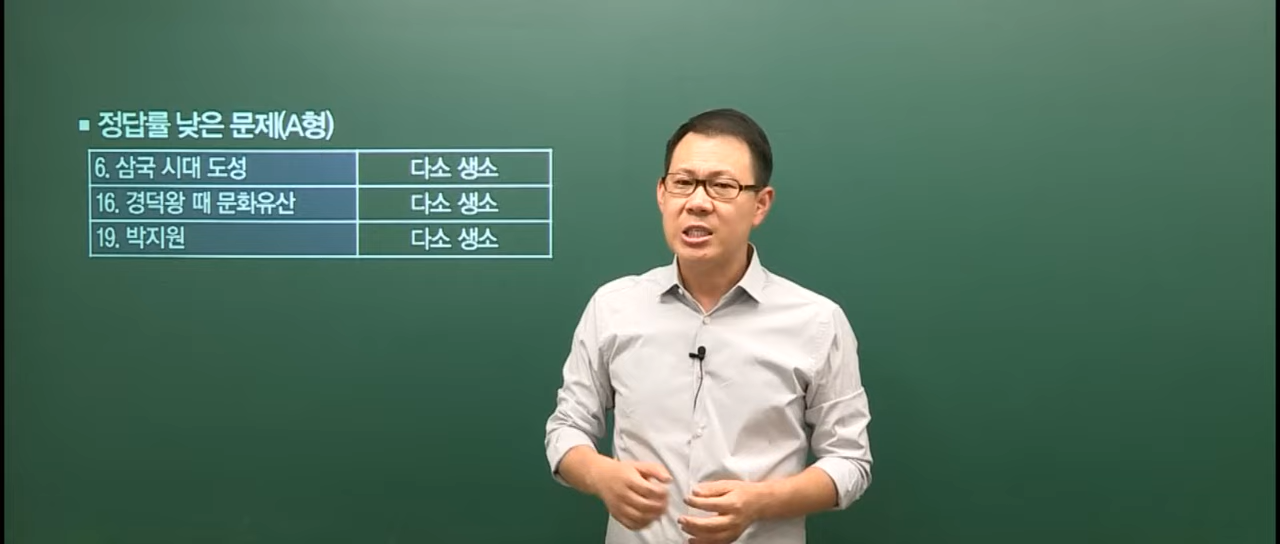 ▪ 정답률 낮은 문제(A형)
6. 삼국 시대 도성 다소 생소
16. 경덕왕 때 문화유산 다소 생소
19. 박지원 다소 생소